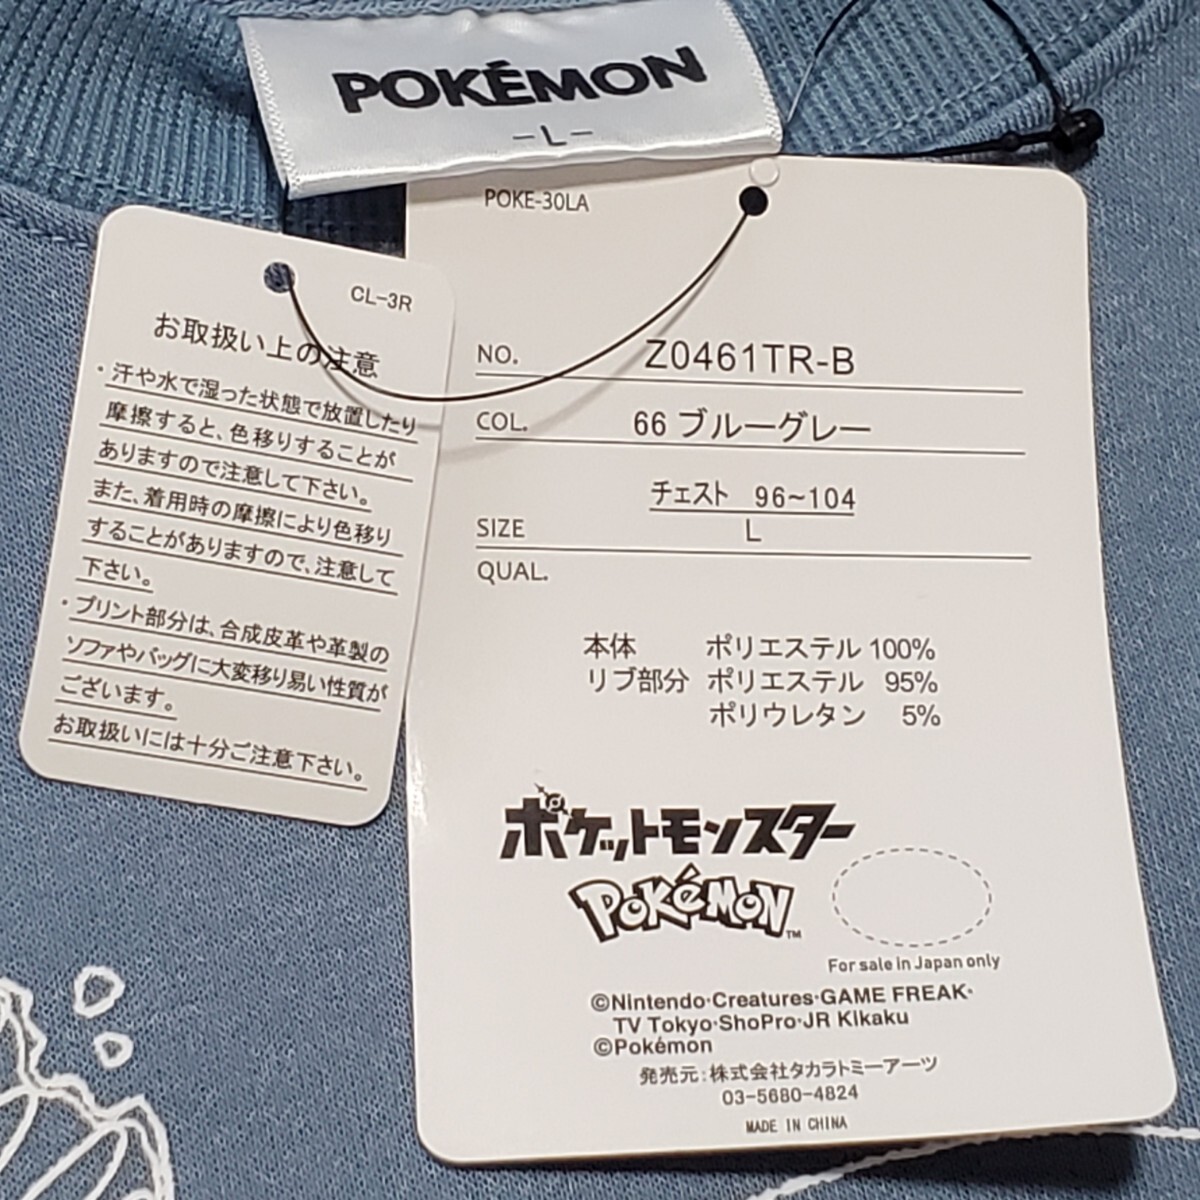 POKÉMON
-L-
POKE-30LA
CL-3R
お取扱い上の注意
・汗や水で湿った状態で放置したり
摩擦すると、色移りすることが
ありますので注意して下さい。
また、着用時の摩擦により色移り
することがありますので、注意して
下さい。
・プリント部分は、合成皮革や革製の
ソファやバッグに大変移り易い性質が
ございます。
お取扱いには十分ご注意下さい。
NO. Z0461TR-B
COL. 66 ブルーグレー
チェスト 96~104
SIZE L
QUAL.
本体 ポリエステル 100%
リブ部分 ポリエステル 95%
ポリウレタン 5%
ポケットモンスター
POKéMON™
For sale in Japan only
©Nintendo·Creatures·GAME FREAK·
TV Tokyo·ShoPro·JR Kikaku
©Pokémon
発売元:株式会社タカラトミーアーツ
03-5680-4824
MADE IN CHINA